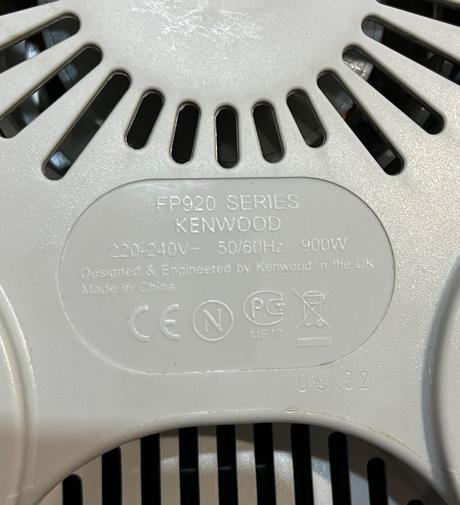 FP920 SERIES
KENWOOD
220-240V~ 50/60Hz 900W
Designed & Engineered by Kenwood in the UK
Made in China
CE N PG
ME10
09K32